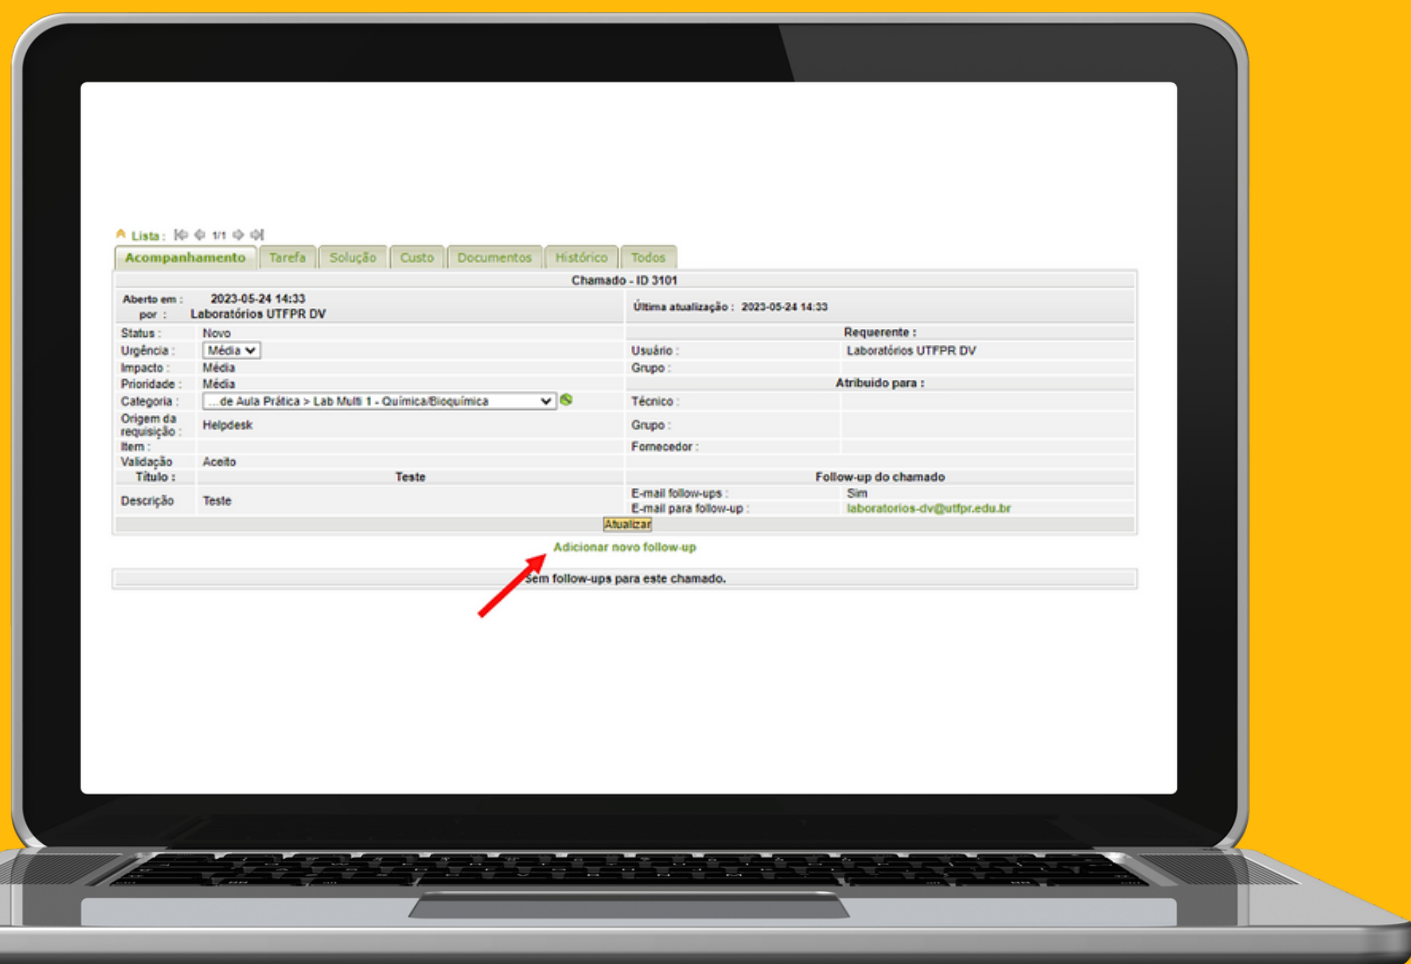 Lista : 1/1
Acompanhamento Tarefa Solução Custo Documentos Histórico Todos
Chamado - ID 3101
Aberto em : 2023-05-24 14:33
por : Laboratórios UTFPR DV
Última atualização : 2023-05-24 14:33
Status : Novo
Requerente :
Urgência : Média
Usuário : Laboratórios UTFPR DV
Impacto : Média
Grupo :
Prioridade : Média
Atribuido para :
Categoria : ...de Aula Prática > Lab Multi 1 - Química/Bioquímica
Técnico :
Origem da
requisição : Helpdesk
Grupo :
Item :
Fornecedor :
Validação Aceito
Título : Teste
Follow-up do chamado
Descrição Teste
E-mail follow-ups : Sim
E-mail para follow-up : laboratorios-dv@utfpr.edu.br
Atualizar
Adicionar novo follow-up
Sem follow-ups para este chamado.